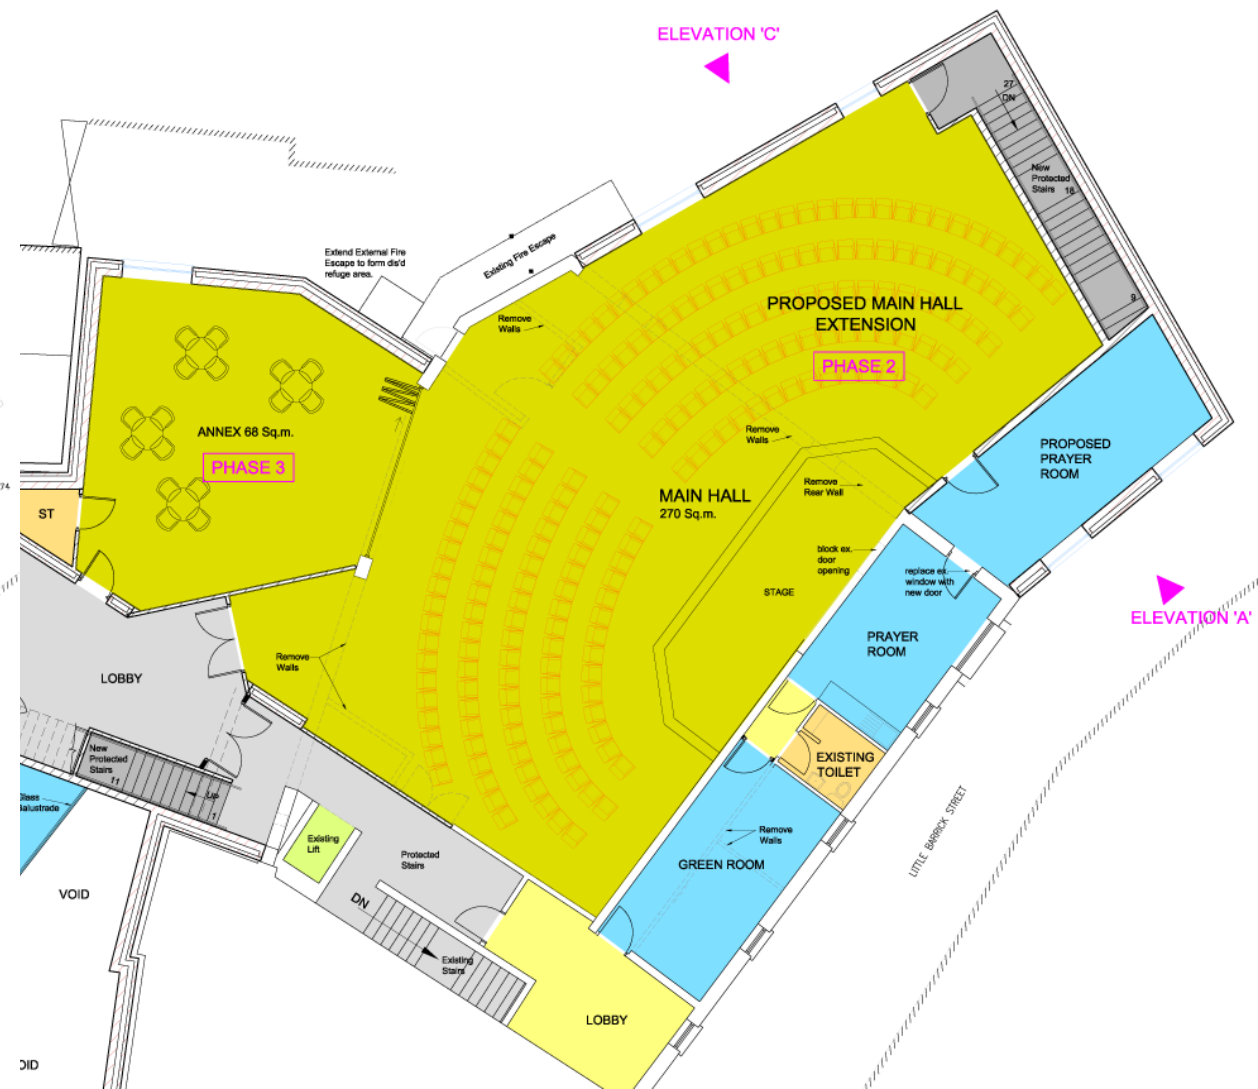 ELEVATION 'C'
27
DN
New
Protected
Stairs 18
9
Extend External Fire
Escape to form dis'd
refuge area.
Existing Fire Escape
Remove
Walls
PROPOSED MAIN HALL
EXTENSION
PHASE 2
ANNEX 68 Sq.m.
PHASE 3
Remove
Walls
PROPOSED
PRAYER
ROOM
74
ST
MAIN HALL
270 Sq.m.
Remove
Rear Wall
block ex.
door
opening
replace ex.
window with
new door
STAGE
ELEVATION 'A'
PRAYER
ROOM
Remove
Walls
LOBBY
New
Protected
Stairs
11
UP
1
Glass
Balustrade
EXISTING
TOILET
LITTLE BARRICK STREET
Existing
Lift
Protected
Stairs
Remove
Walls
GREEN ROOM
VOID
DN
Existing
Stairs
LOBBY
OID